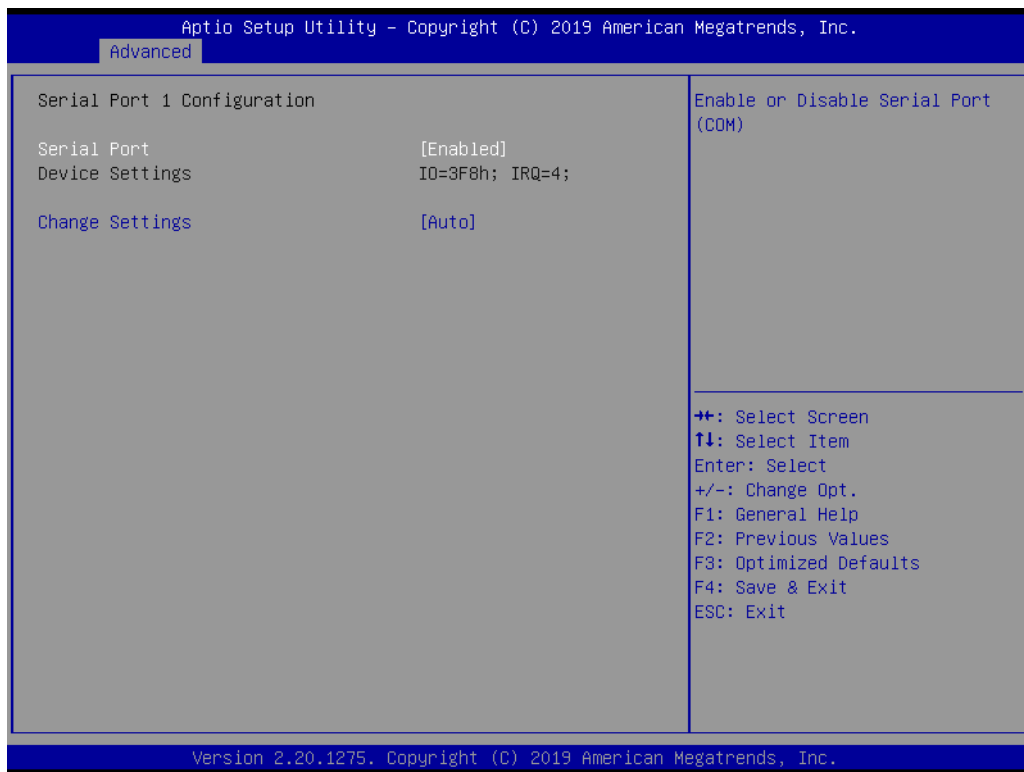 Aptio Setup Utility – Copyright (C) 2019 American Megatrends, Inc.
Advanced
Serial Port 1 Configuration
Serial Port [Enabled]
Device Settings IO=3F8h; IRQ=4;
Change Settings [Auto]
Enable or Disable Serial Port
(COM)
→←: Select Screen
↑↓: Select Item
Enter: Select
+/-: Change Opt.
F1: General Help
F2: Previous Values
F3: Optimized Defaults
F4: Save & Exit
ESC: Exit
Version 2.20.1275. Copyright (C) 2019 American Megatrends, Inc.